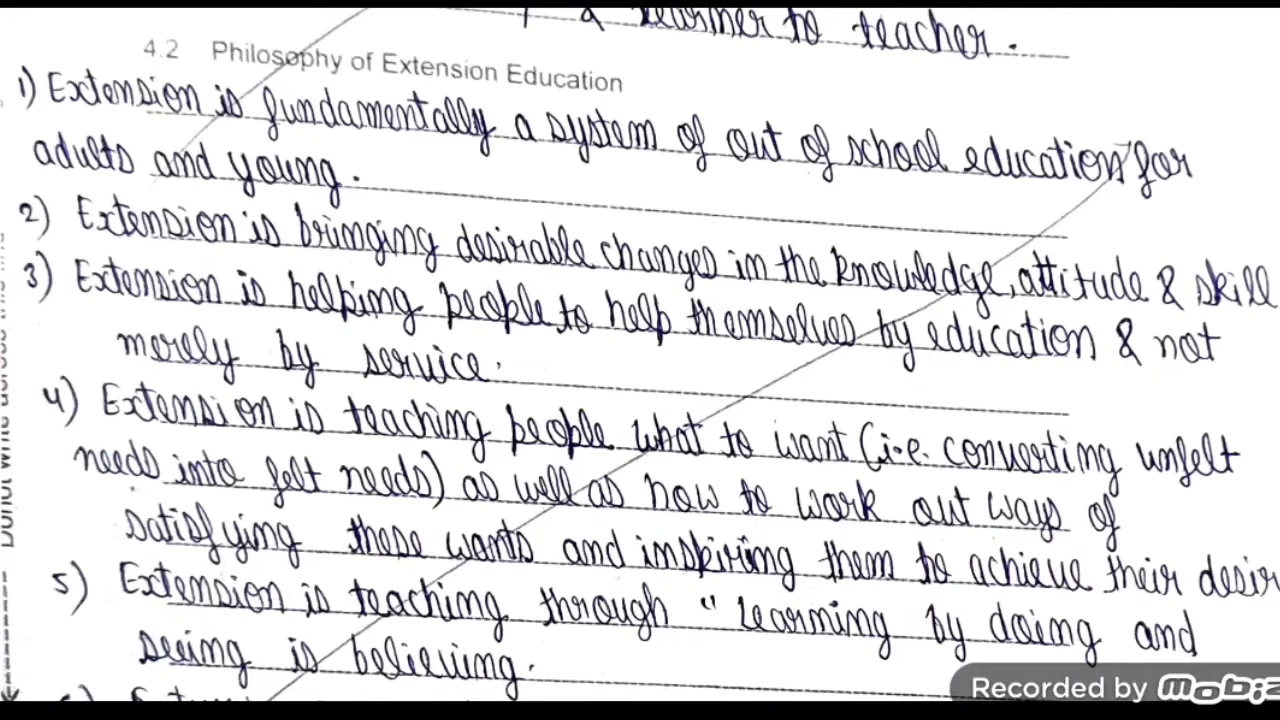 a learner to teacher.
4.2 Philosophy of Extension Education
1) Extension is fundamentally a system of out of school education for
adults and young.
2) Extension is bringing desirable changes in the knowledge, attitude & skill
3) Extension is helping people to help themselves by education & not
merely by service.
4) Extension is teaching people what to want (i.e. converting unfelt
needs into felt needs) as well as how to work out ways of
satisfying these wants and inspiring them to achieve their desir
5) Extension is teaching through "learning by doing and
seeing is believing.
Recorded by